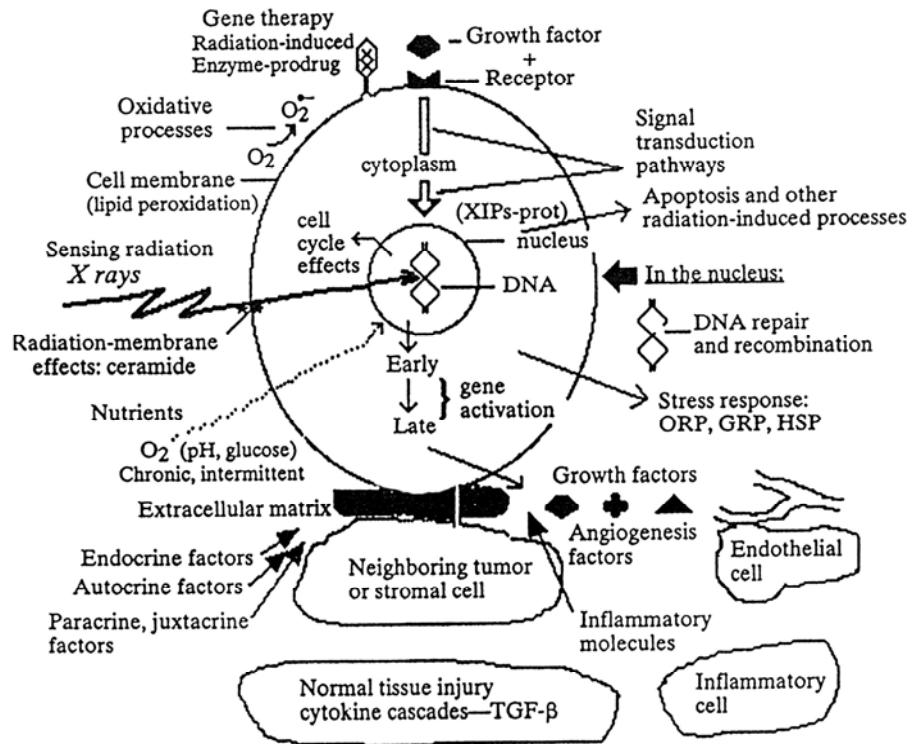 Gene therapy
Radiation-induced
Enzyme-prodrug
Growth factor
+
Receptor
Oxidative
processes
O2•–
O2
Signal
transduction
pathways
cytoplasm
Cell membrane
(lipid peroxidation)
(XIPs-prot)
nucleus
Apoptosis and other
radiation-induced processes
cell
cycle
effects
Sensing radiation
X rays
DNA
In the nucleus:
DNA repair
and recombination
Radiation-membrane
effects: ceramide
Early
Late
} gene
activation
Nutrients
O2 (pH, glucose)
Chronic, intermittent
Stress response:
ORP, GRP, HSP
Extracellular matrix
Growth factors
Angiogenesis
factors
Endocrine factors
Autocrine factors
Paracrine, juxtacrine
factors
Neighboring tumor
or stromal cell
Endothelial
cell
Inflammatory
molecules
Normal tissue injury
cytokine cascades—TGF-β
Inflammatory
cell